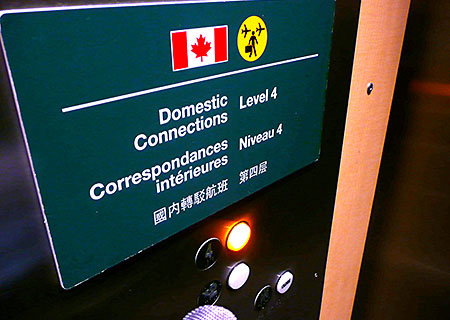 Domestic Level 4
Connections
Correspondances Niveau 4
intérieures
國內轉駁航班 第四层